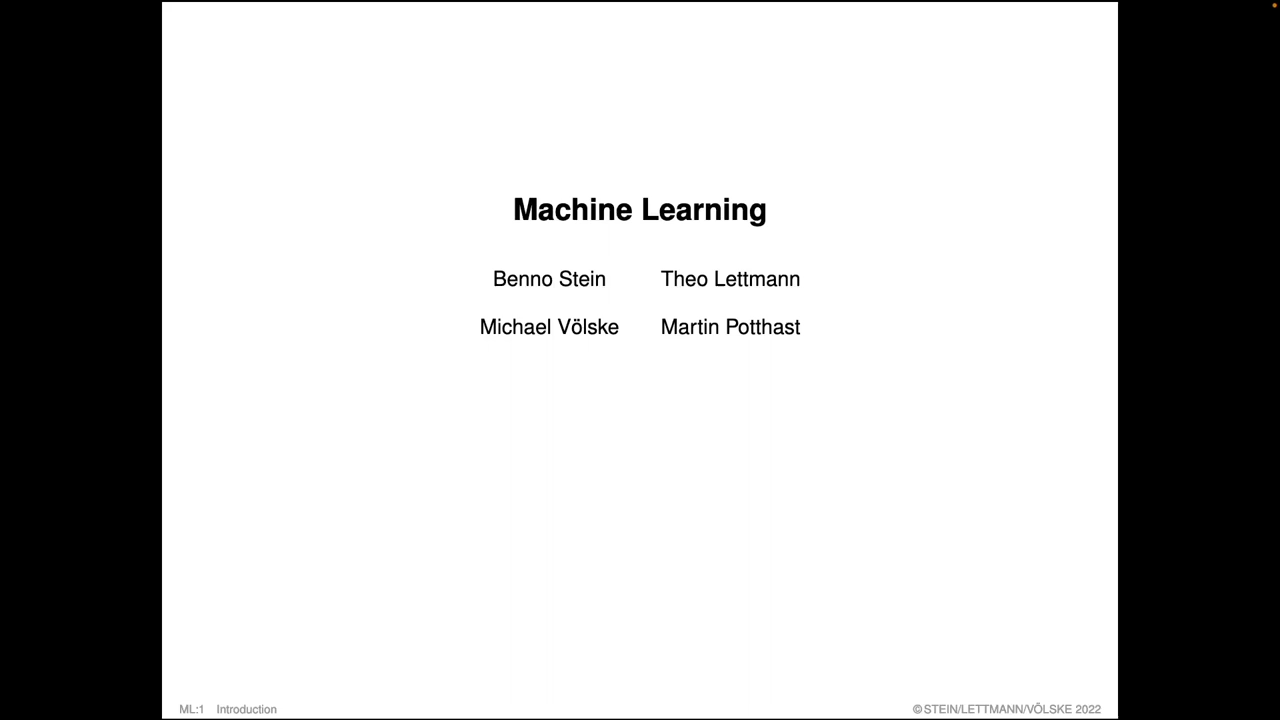 Machine Learning
Benno Stein Theo Lettmann
Michael Völske Martin Potthast
ML:1 Introduction ©STEIN/LETTMANN/VÖLSKE 2022